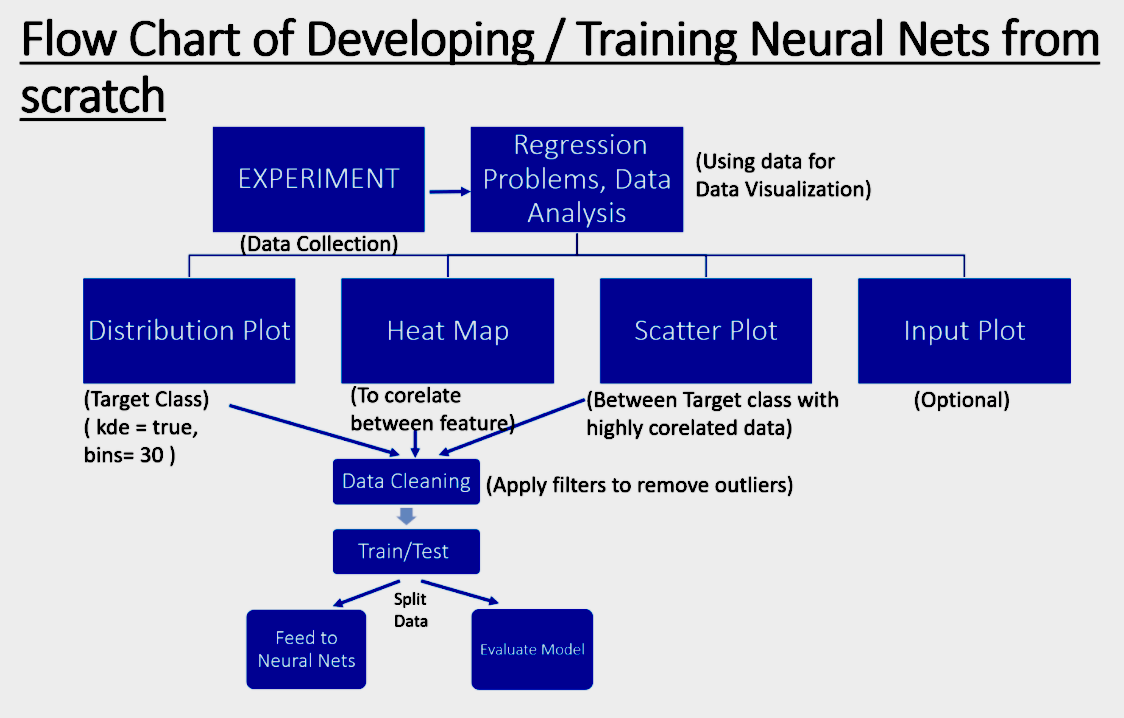 Flow Chart of Developing / Training Neural Nets from
scratch
EXPERIMENT
(Data Collection)
Regression
Problems, Data
Analysis
(Using data for
Data Visualization)
Distribution Plot
(Target Class)
( kde = true,
bins= 30 )
Heat Map
(To corelate
between feature)
Scatter Plot
(Between Target class with
highly corelated data)
Input Plot
(Optional)
Data Cleaning
(Apply filters to remove outliers)
Train/Test
Split
Data
Feed to
Neural Nets
Evaluate Model